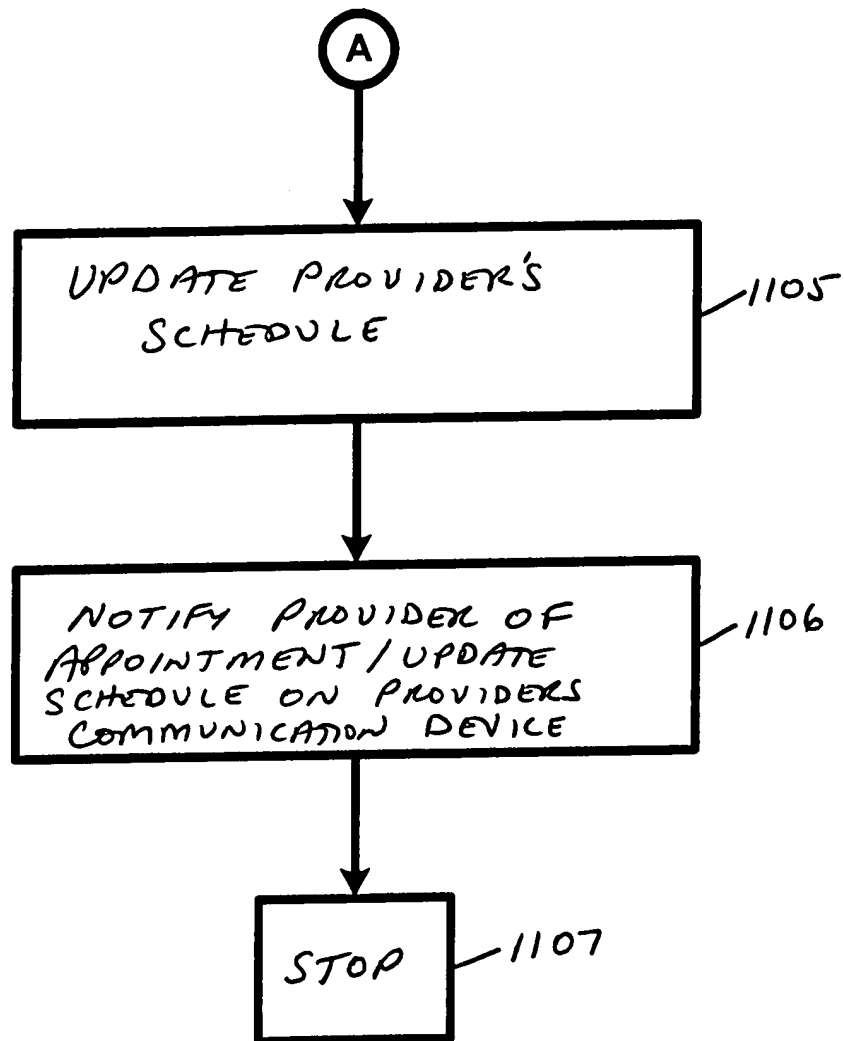 A
UPDATE PROVIDER'S
SCHEDULE
1105
NOTIFY PROVIDER OF
APPOINTMENT/UPDATE
SCHEDULE ON PROVIDERS
COMMUNICATION DEVICE
1106
STOP
1107